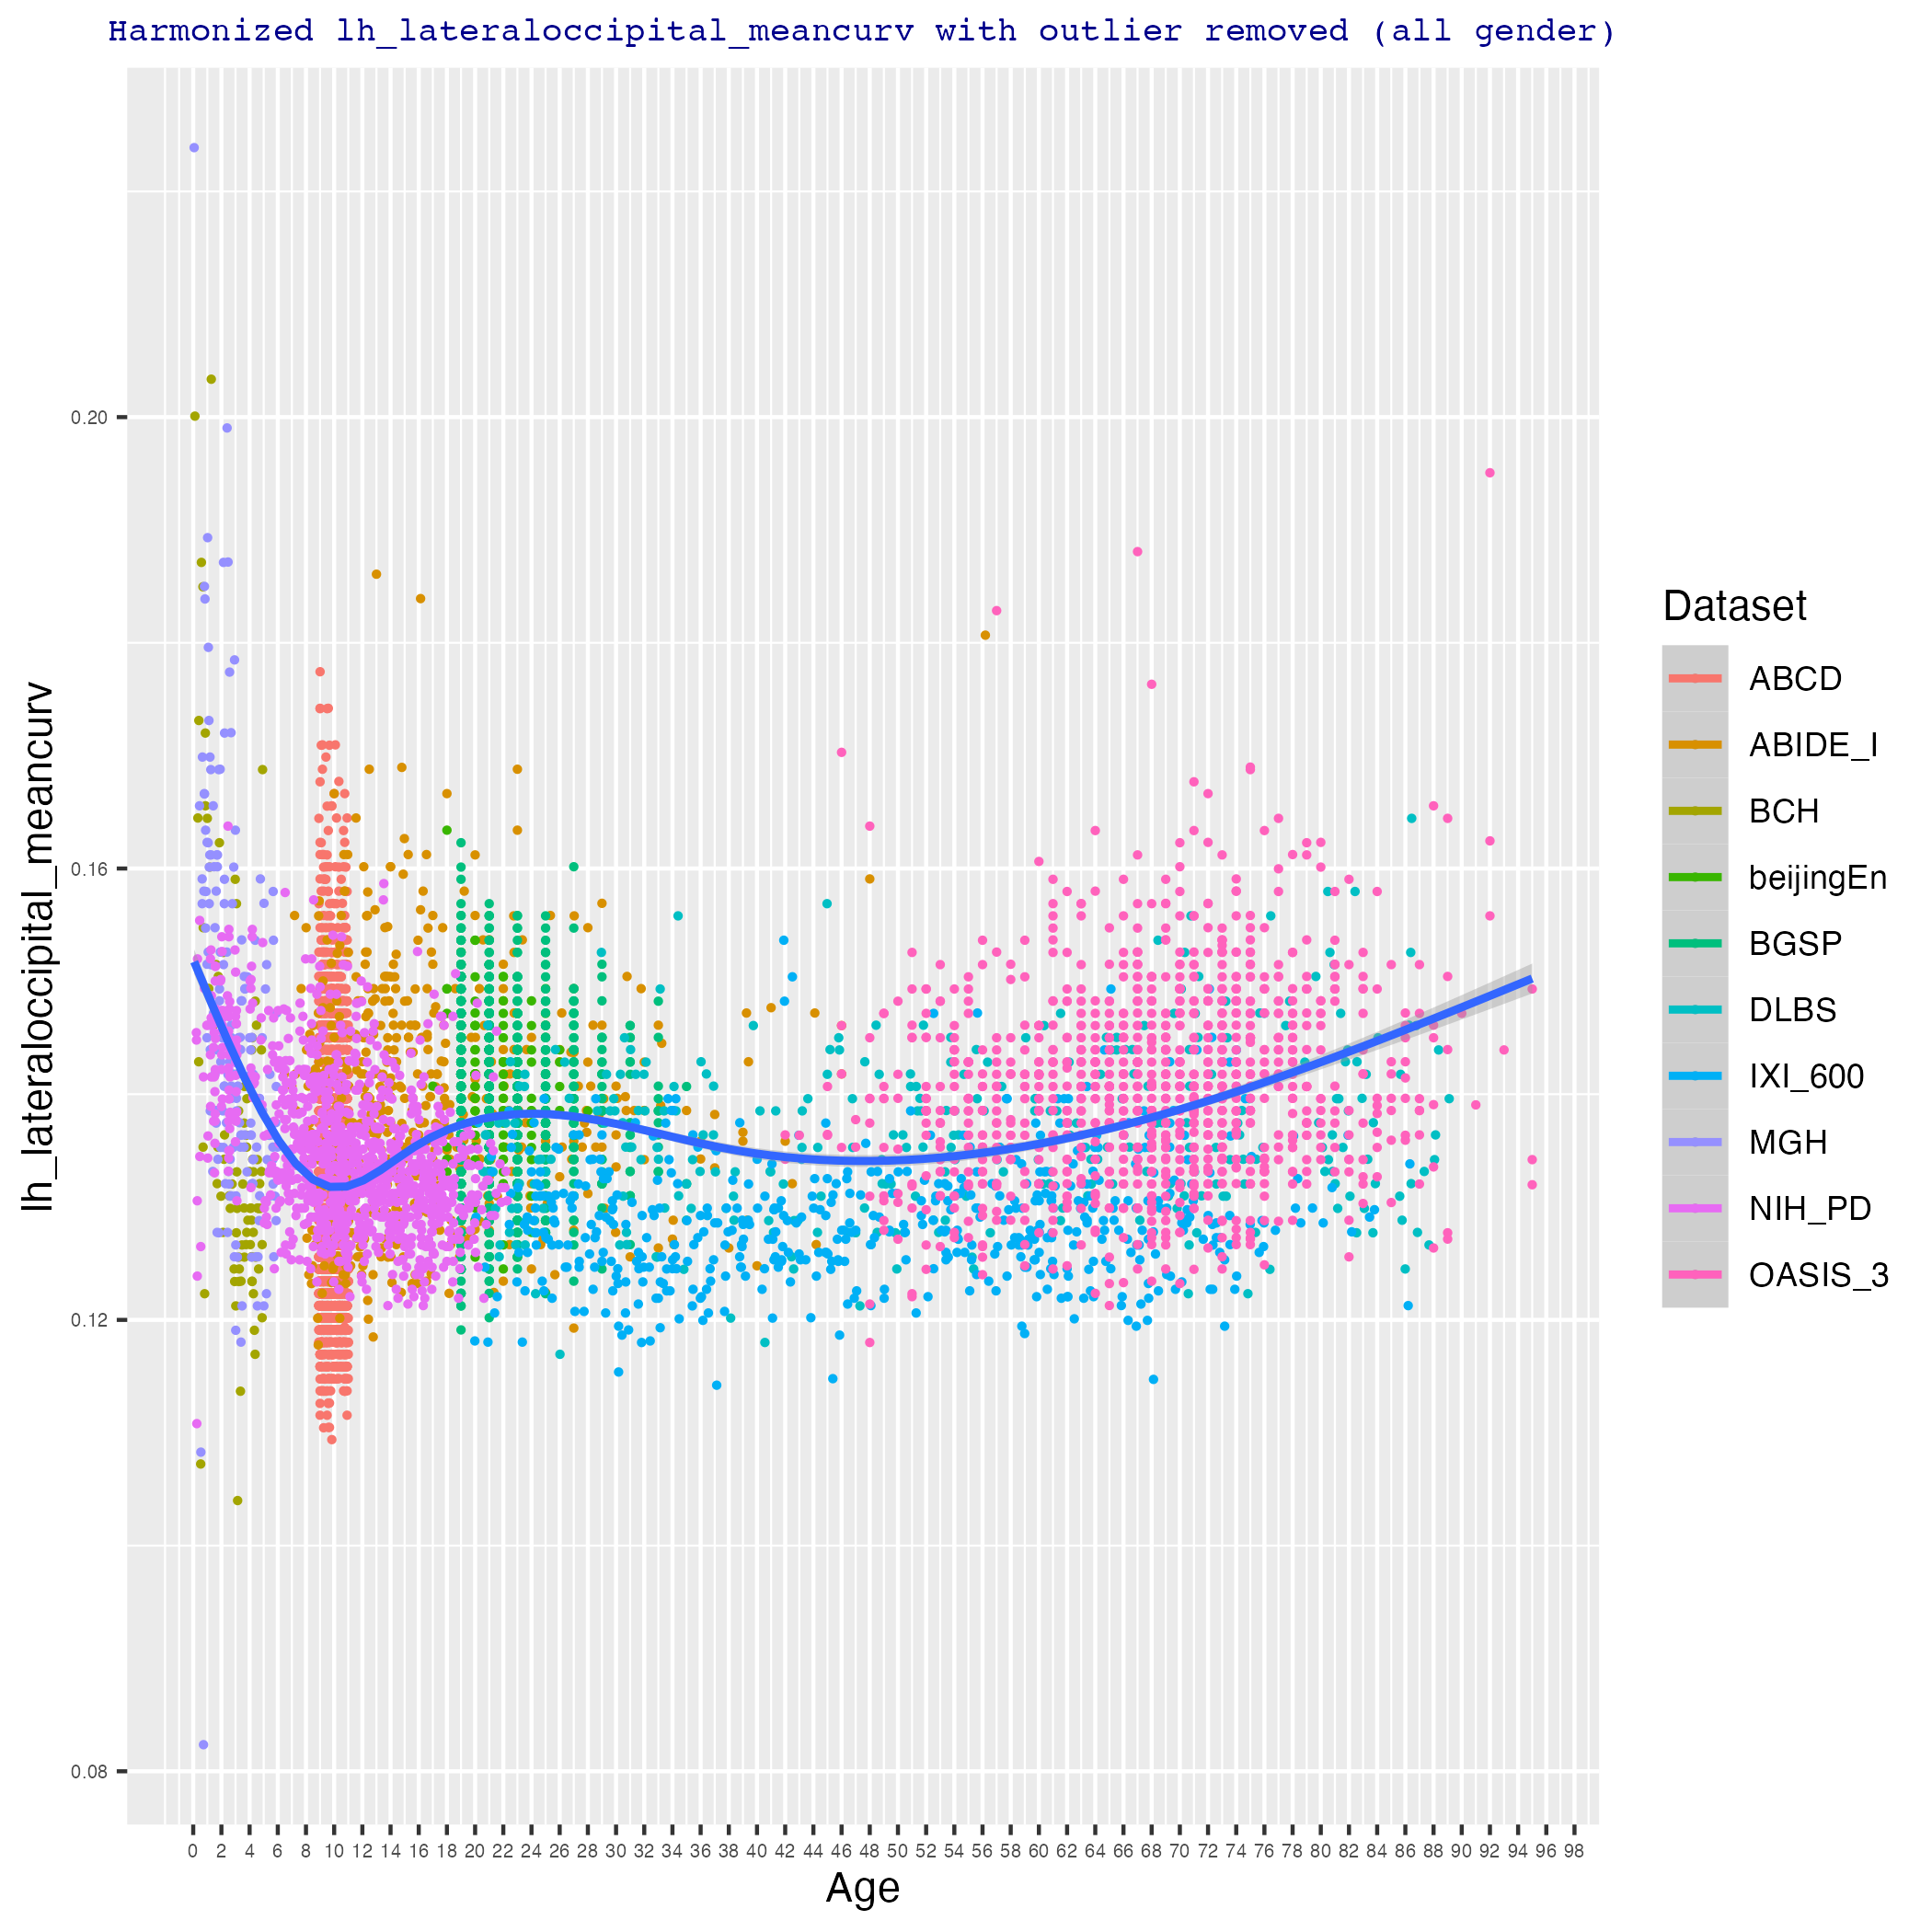 Harmonized lh_lateraloccipital_meancurv with outlier removed (all gender)
lh_lateraloccipital_meancurv
0.20
0.16
0.12
0.08
0 2 4 6 8 10 12 14 16 18 20 22 24 26 28 30 32 34 36 38 40 42 44 46 48 50 52 54 56 58 60 62 64 66 68 70 72 74 76 78 80 82 84 86 88 90 92 94 96 98
Age
Dataset
ABCD
ABIDE_I
BCH
beijingEn
BGSP
DLBS
IXI_600
MGH
NIH_PD
OASIS_3